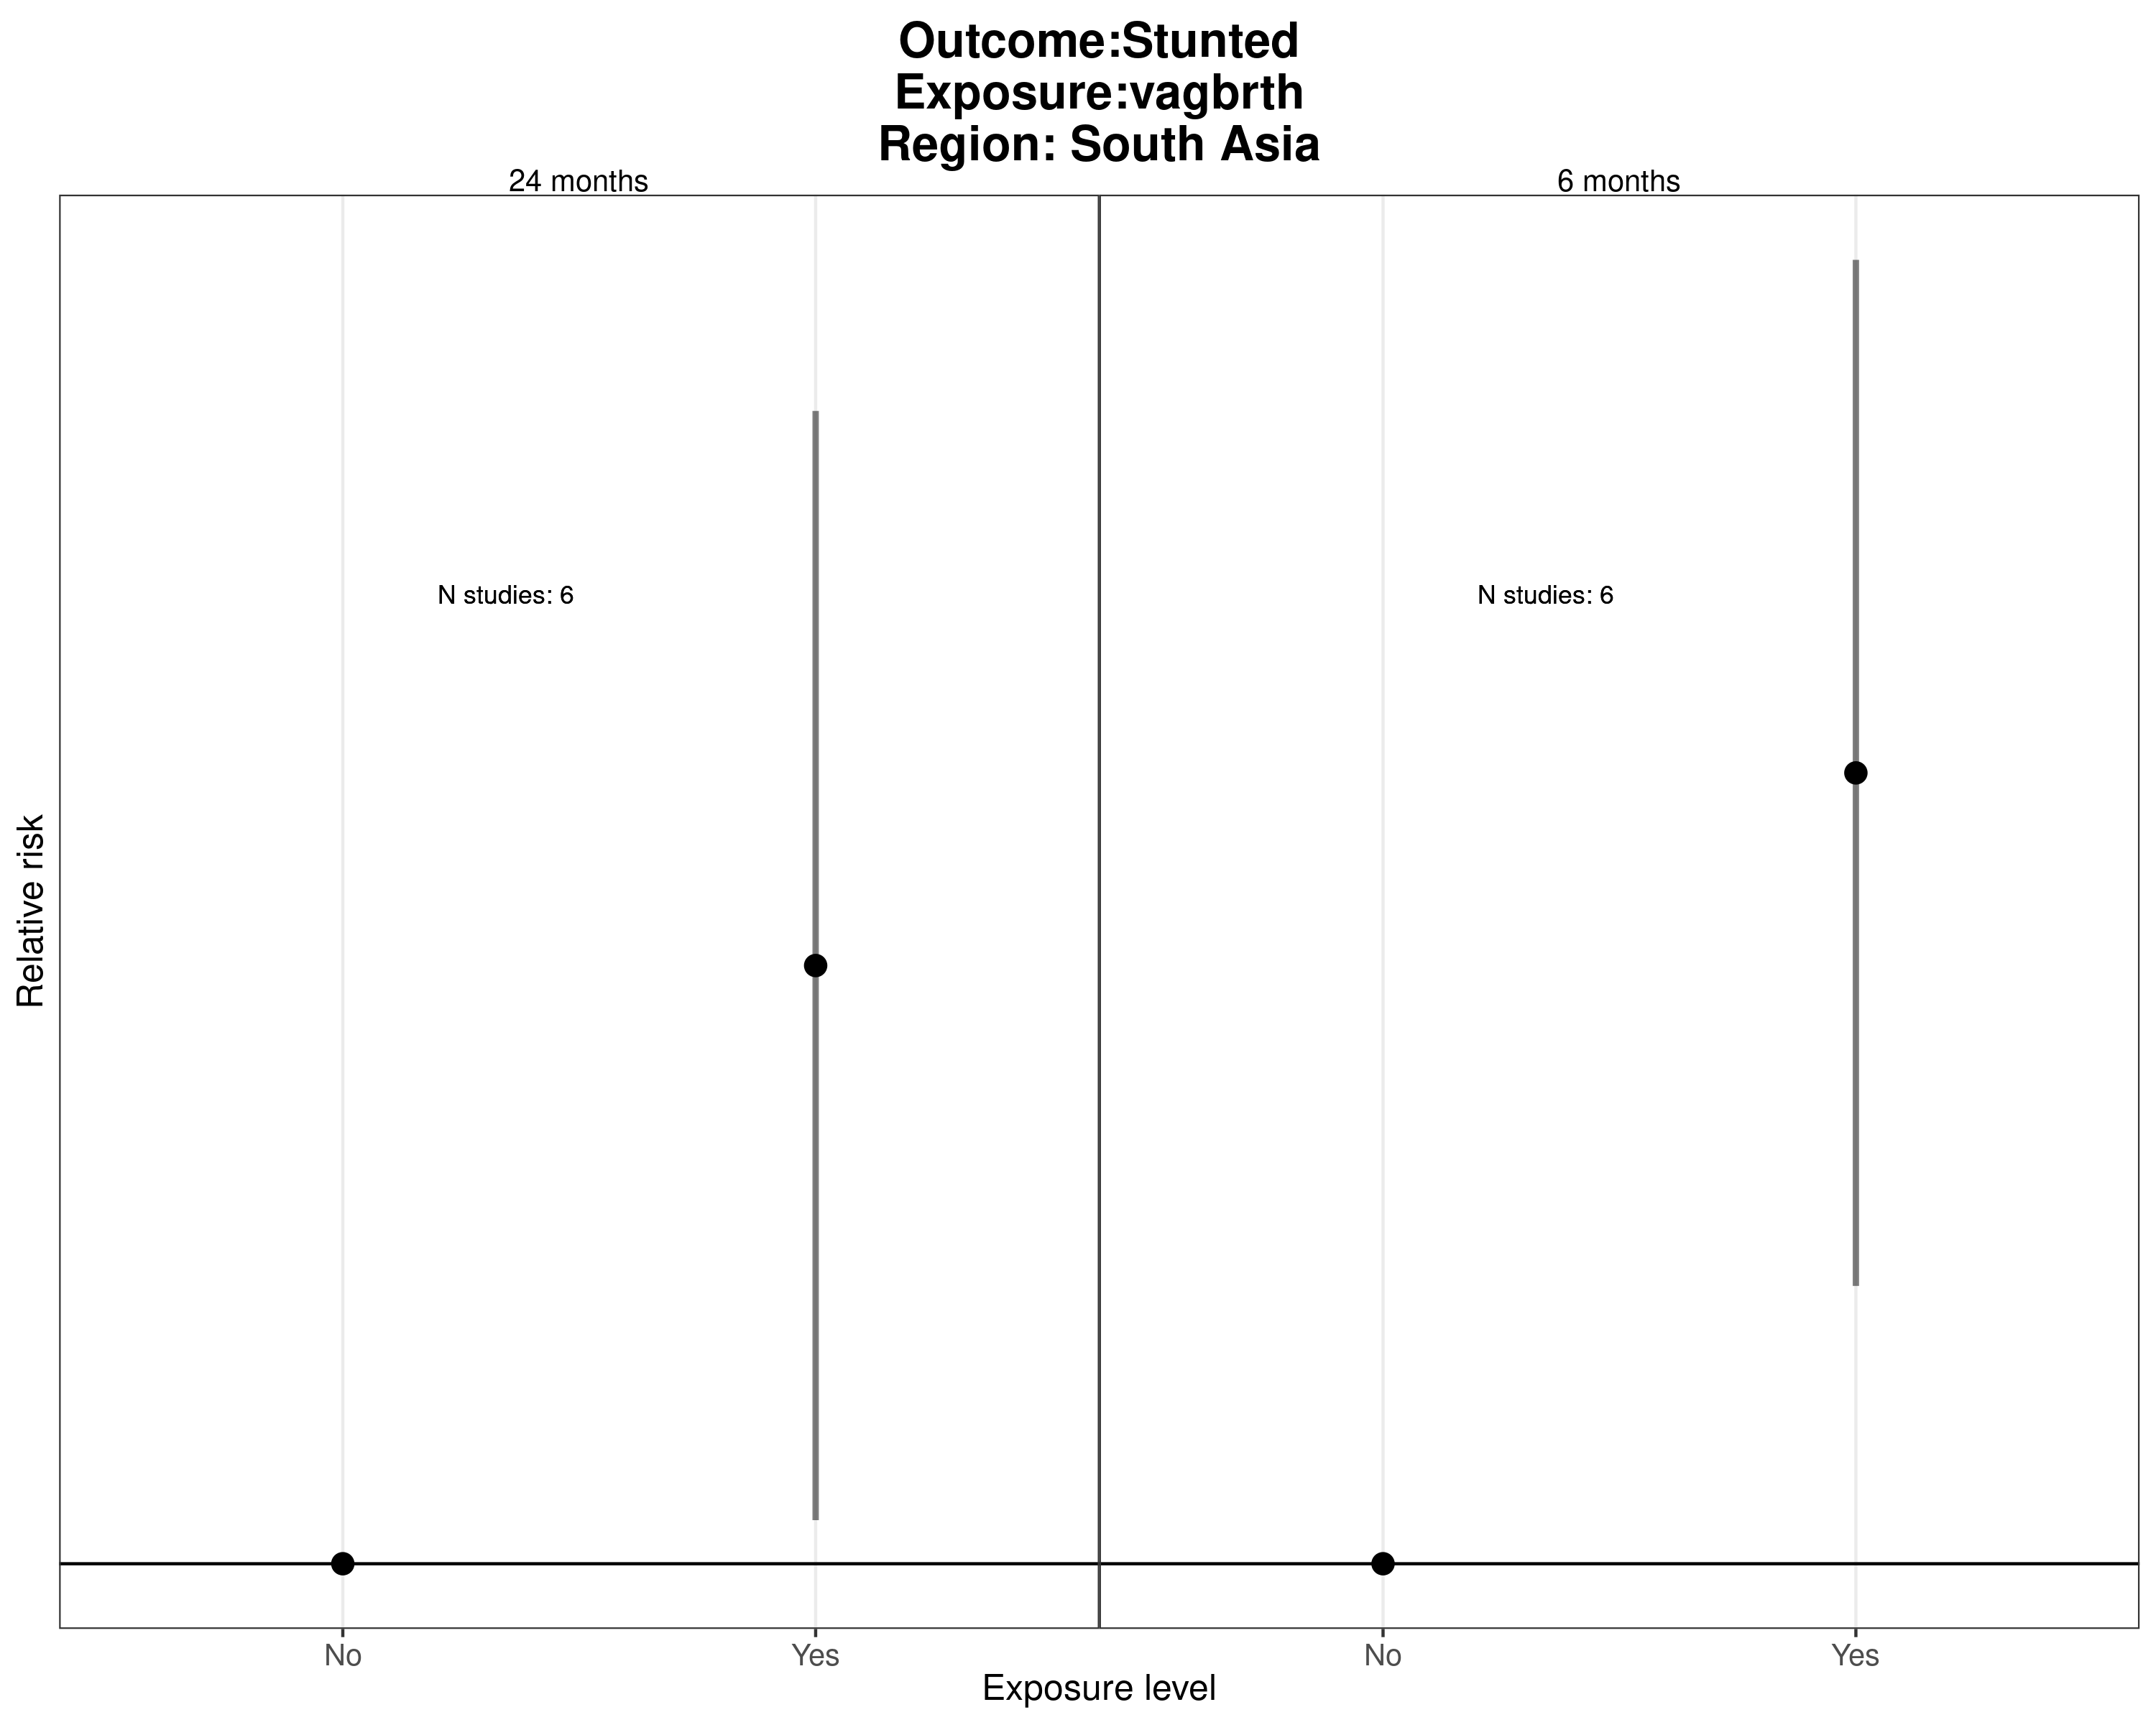 Outcome:Stunted
Exposure:vagbrth
Region: South Asia
24 months
6 months
N studies: 6
N studies: 6
Relative risk
No
Yes
No
Yes
Exposure level